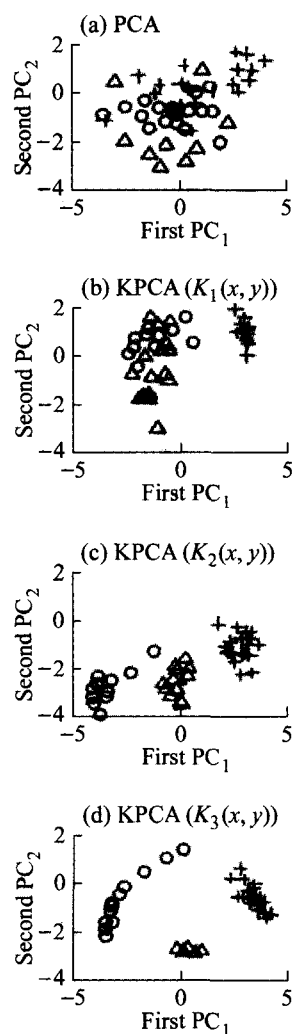 (a) PCA
Second PC₂
2
0
−2
−4
−5
0
5
First PC₁
(b) KPCA (K₁(x, y))
Second PC₂
2
0
−2
−4
−5
0
5
First PC₁
(c) KPCA (K₂(x, y))
Second PC₂
2
0
−2
−4
−5
0
5
First PC₁
(d) KPCA (K₃(x, y))
Second PC₂
2
0
−2
−4
−5
0
5
First PC₁